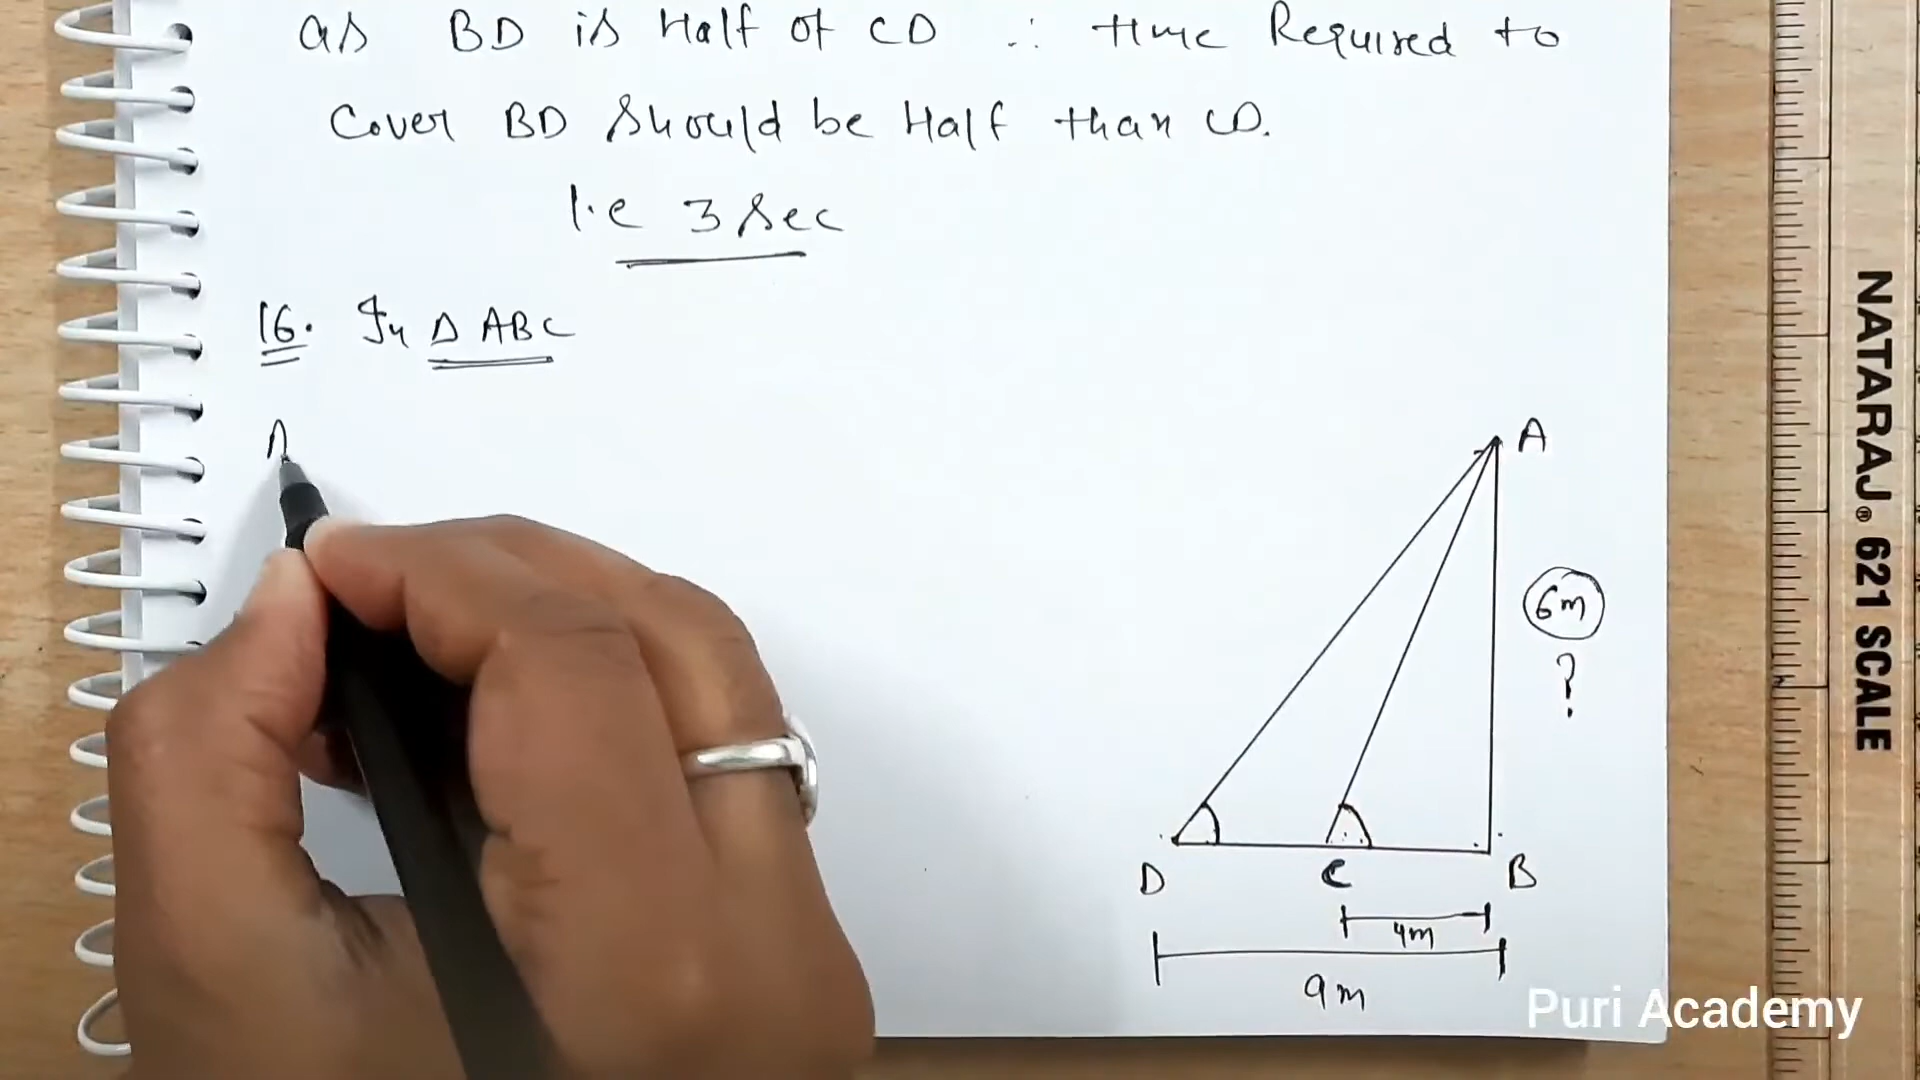 as BD is Half of CD ∴ time Required to
Cover BD Should be Half than CD.
I.e 3 Sec
16. In Δ ABC
A
A
6m
?
D C B
4m
9m
Puri Academy
NATARAJ® 621 SCALE